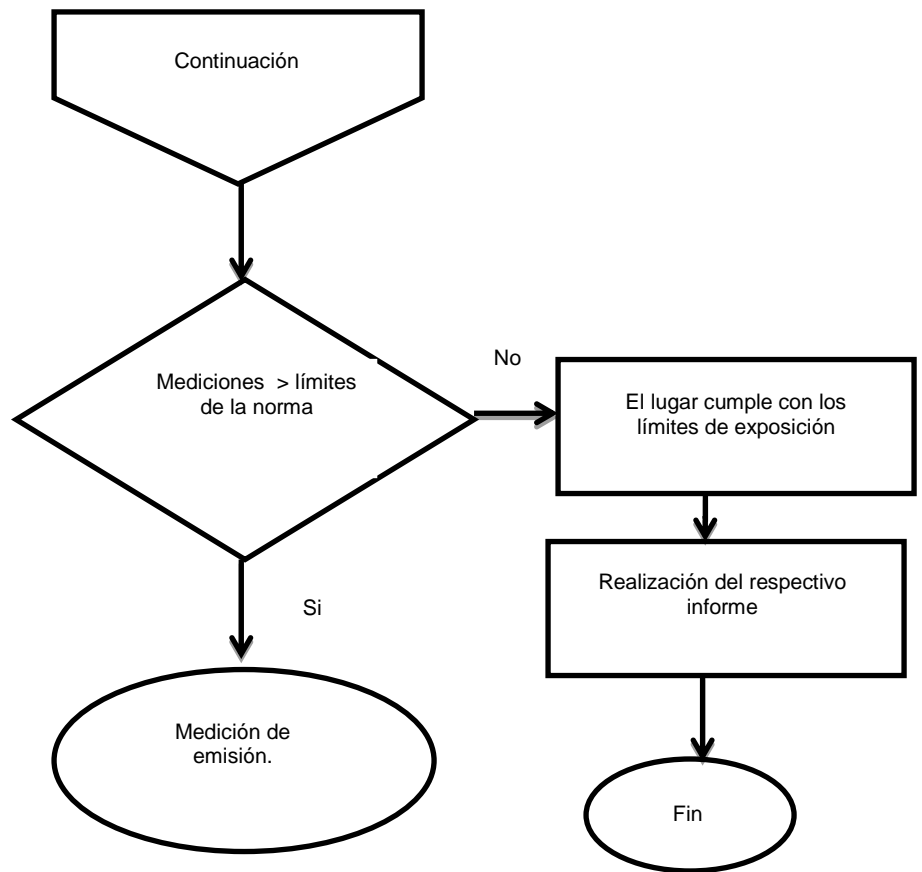 Continuación
Mediciones > límites
de la norma
No
El lugar cumple con los
límites de exposición
Realización del respectivo
informe
Si
Medición de
emisión.
Fin